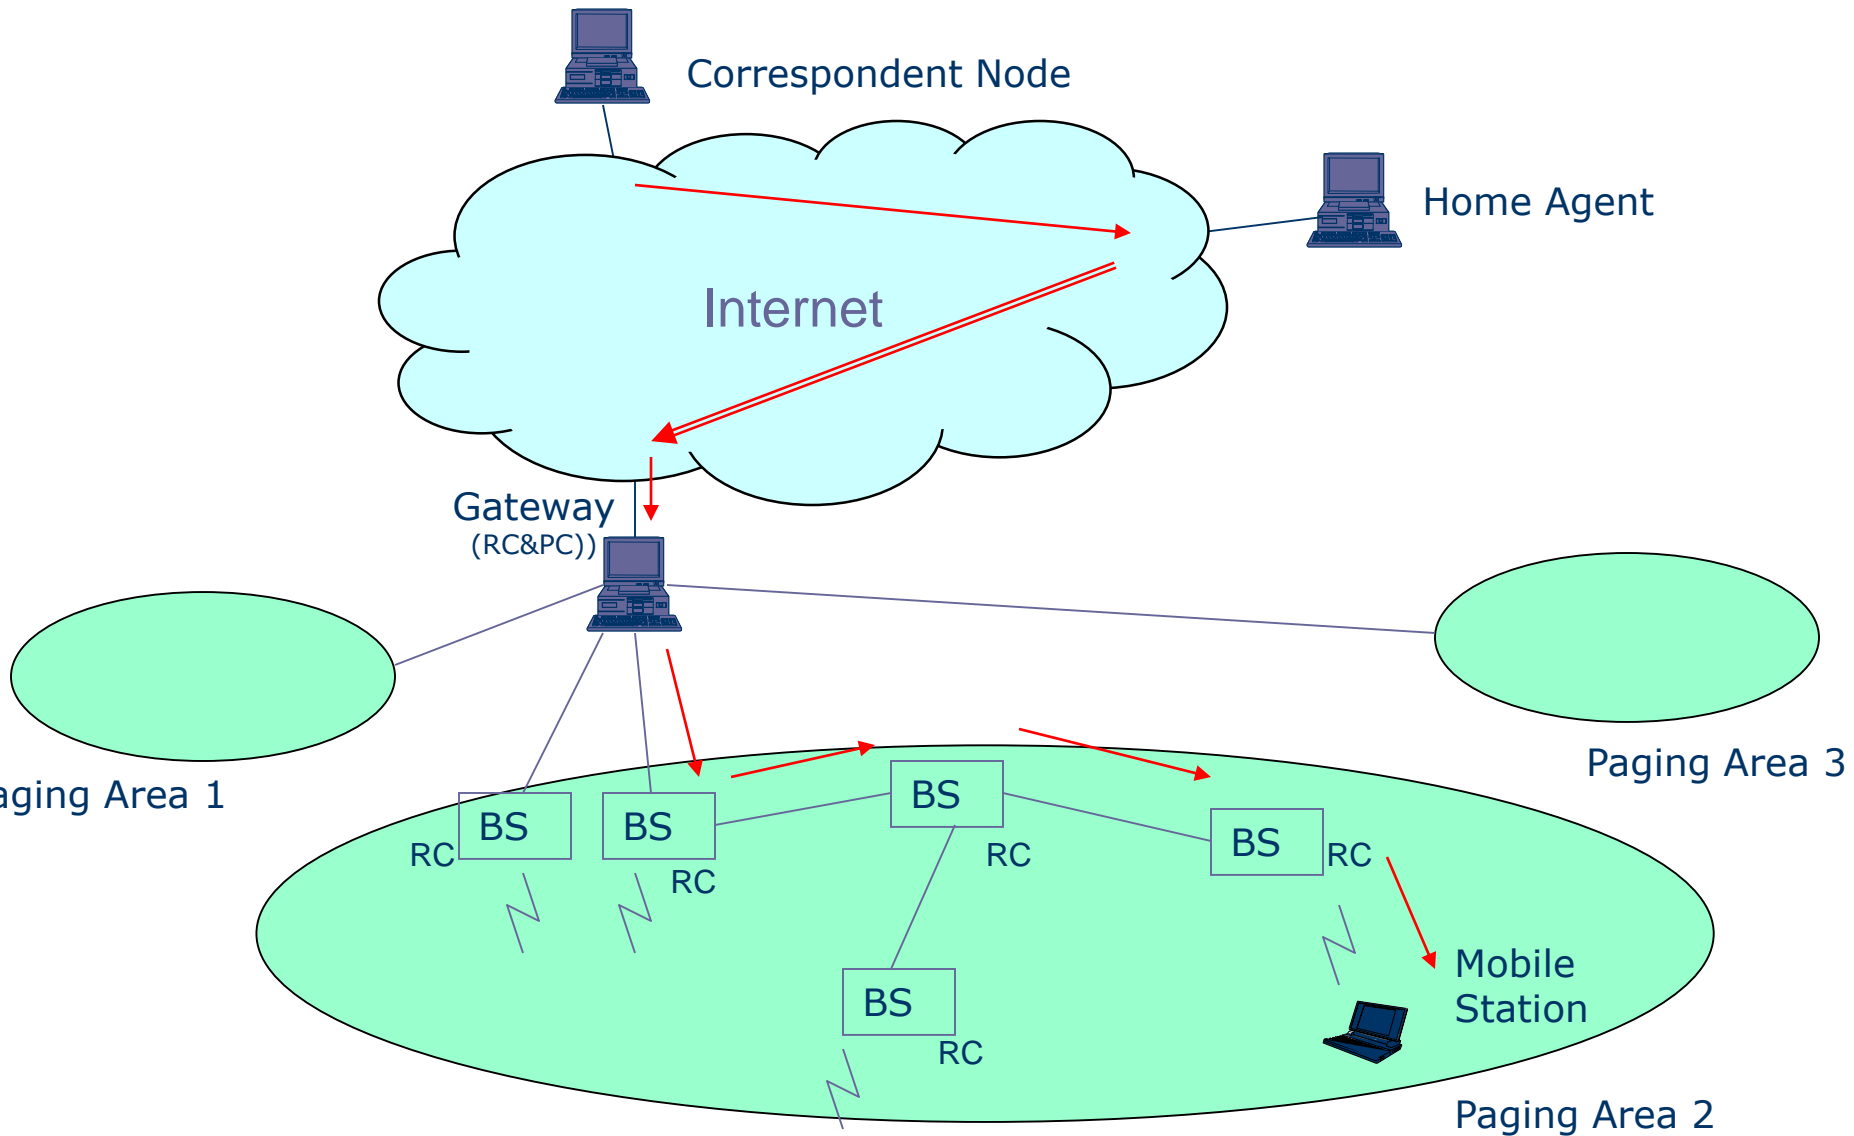 Correspondent Node
Home Agent
Internet
Gateway
(RC&PC))
Paging Area 3
aging Area 1
BS
BS
BS
BS
RC
RC
RC
RC
BS
RC
Mobile
Station
Paging Area 2